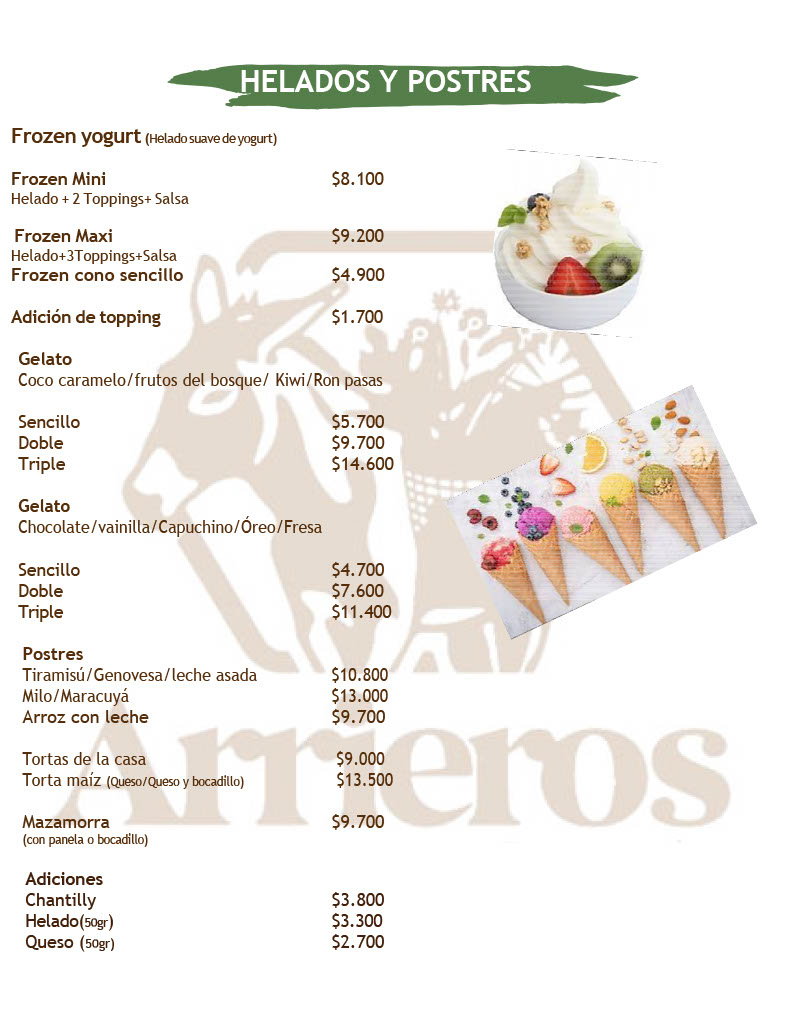 HELADOS Y POSTRES
Frozen yogurt (Helado suave de yogurt)
Frozen Mini $8.100
Helado + 2 Toppings+ Salsa
Frozen Maxi $9.200
Helado+3Toppings+Salsa
Frozen cono sencillo $4.900
Adición de topping $1.700
Gelato
Coco caramelo/frutos del bosque/ Kiwi/Ron pasas
Sencillo $5.700
Doble $9.700
Triple $14.600
Gelato
Chocolate/vainilla/Capuchino/Óreo/Fresa
Sencillo $4.700
Doble $7.600
Triple $11.400
Postres
Tiramisú/Genovesa/leche asada $10.800
Milo/Maracuyá $13.000
Arroz con leche $9.700
Arrieros
Tortas de la casa $9.000
Torta maíz (Queso/Queso y bocadillo) $13.500
Mazamorra $9.700
(con panela o bocadillo)
Adiciones
Chantilly $3.800
Helado(50gr) $3.300
Queso (50gr) $2.700